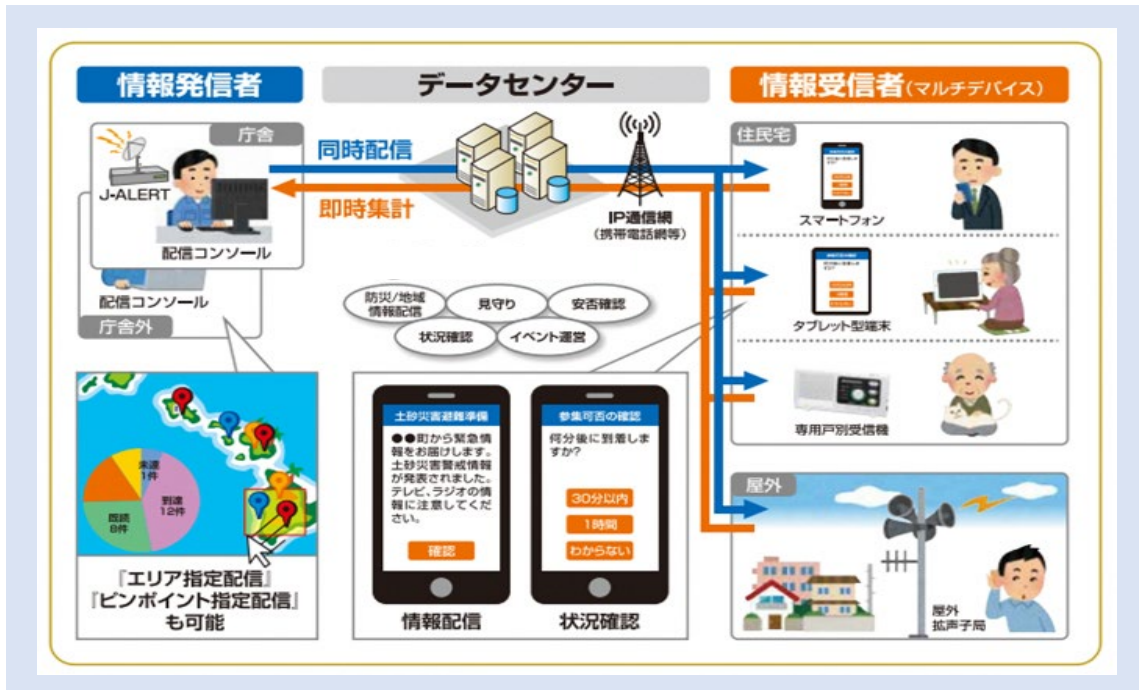 情報発信者
庁舎
J-ALERT
配信コンソール
配信コンソール
庁舎外
データセンター
同時配信
即時集計
IP通信網
(携帯電話網等)
防災/地域
情報配信
見守り
安否確認
状況確認
イベント運営
情報受信者(マルチデバイス)
住民宅
スマートフォン
タブレット型端末
専用戸別受信機
屋外
屋外
拡声子局
未達
1件
到達
12件
既読
8件
『エリア指定配信』
『ピンポイント指定配信』
も可能
土砂災害避難準備
●●町から緊急情
報をお届けします。
土砂災害警戒情報
が発表されました。
テレビ、ラジオの情
報に注意してくだ
さい。
確認
情報配信
参集可否の確認
何分後に到着しま
すか?
30分以内
1時間
わからない
状況確認